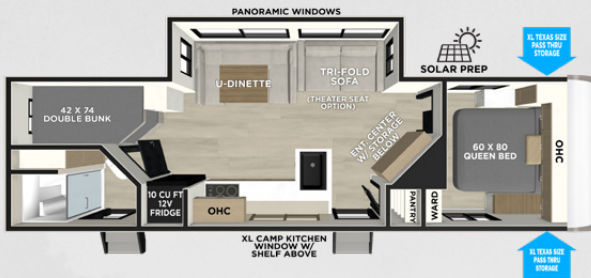 PANORAMIC WINDOWS
XL TEXAS SIZE
PASS THRU
STORAGE
SOLAR PREP
U-DINETTE
TRI-FOLD
SOFA
(THEATER SEAT
OPTION)
42 X 74
DOUBLE BUNK
ENT. CENTER
W/ STORAGE
BELOW
60 X 80
QUEEN BED
OHC
10 CU FT
12V
FRIDGE
OHC
PANTRY
WARD
XL CAMP KITCHEN
WINDOW W/
SHELF ABOVE
XL TEXAS SIZE
PASS THRU
STORAGE